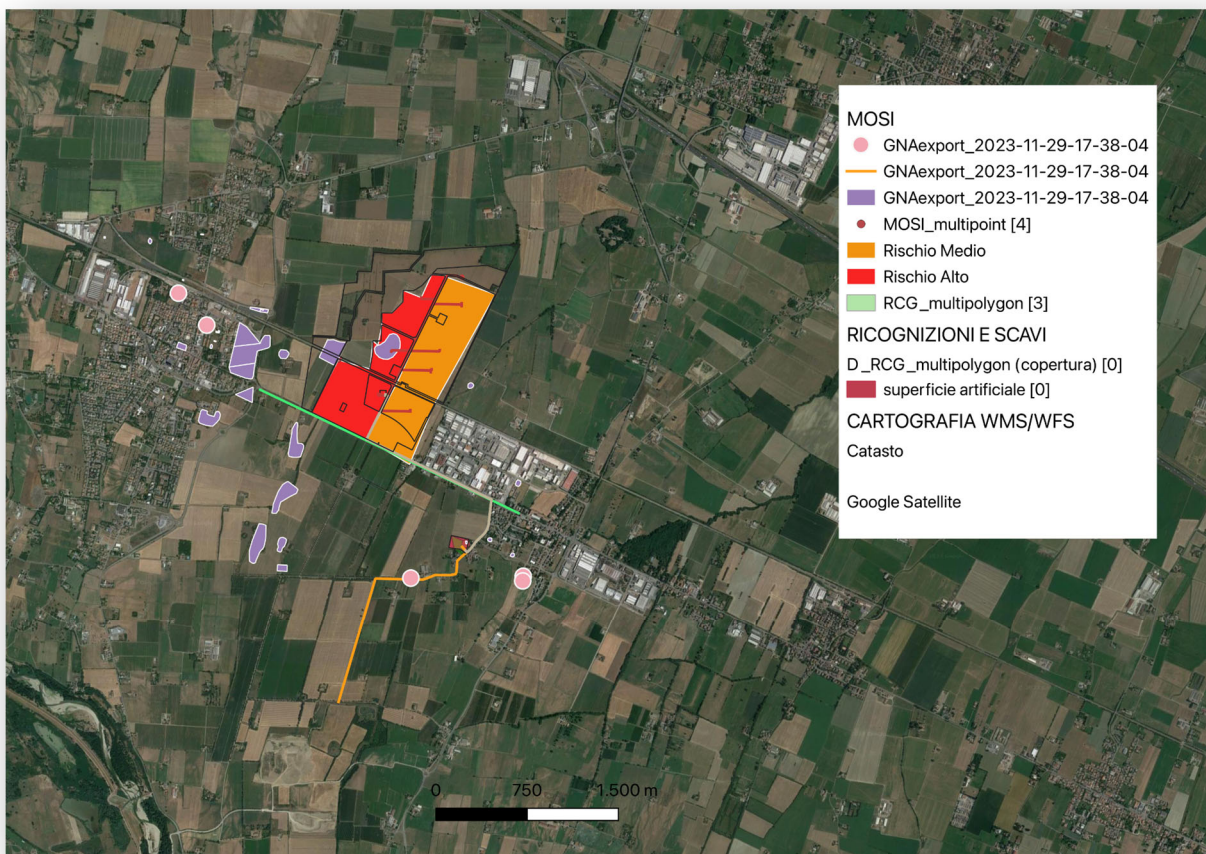 MOSI
GNAexport_2023-11-29-17-38-04
GNAexport_2023-11-29-17-38-04
GNAexport_2023-11-29-17-38-04
MOSI_multipoint [4]
Rischio Medio
Rischio Alto
RCG_multipolygon [3]
RICOGNIZIONI E SCAVI
D_RCG_multipolygon (copertura) [0]
superficie artificiale [0]
CARTOGRAFIA WMS/WFS
Catasto
Google Satellite
0 750 1.500 m